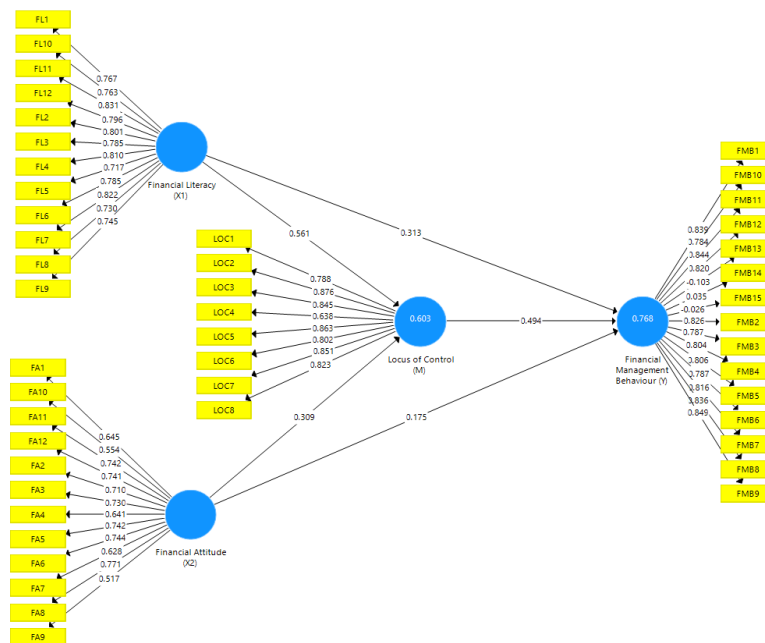 FL1
FL10
FL11
FL12
FL2
FL3
FL4
FL5
FL6
FL7
FL8
FL9
0.767
0.763
0.831
0.796
0.801
0.785
0.810
0.717
0.785
0.822
0.730
0.745
Financial Literacy
(X1)
0.561
0.313
LOC1
LOC2
LOC3
LOC4
LOC5
LOC6
LOC7
LOC8
0.788
0.876
0.845
0.638
0.863
0.802
0.851
0.823
0.603
Locus of Control
(M)
0.494
0.309
0.175
FA1
FA10
FA11
FA12
FA2
FA3
FA4
FA5
FA6
FA7
FA8
FA9
0.645
0.554
0.742
0.741
0.710
0.730
0.641
0.742
0.744
0.628
0.771
0.517
Financial Attitude
(X2)
0.768
Financial
Management
Behaviour (Y)
0.839
0.784
0.844
0.820
-0.103
0.035
-0.026
0.826
0.787
0.804
0.806
0.787
0.816
0.836
0.849
FMB1
FMB10
FMB11
FMB12
FMB13
FMB14
FMB15
FMB2
FMB3
FMB4
FMB5
FMB6
FMB7
FMB8
FMB9